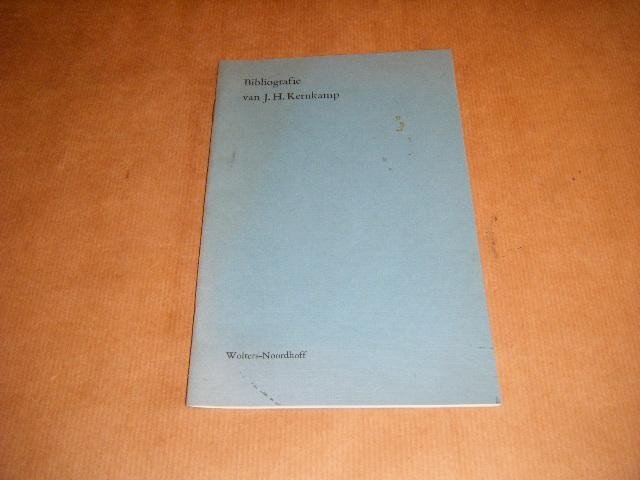 Bibliografie
van J. H. Kernkamp
Wolters-Noordhoff